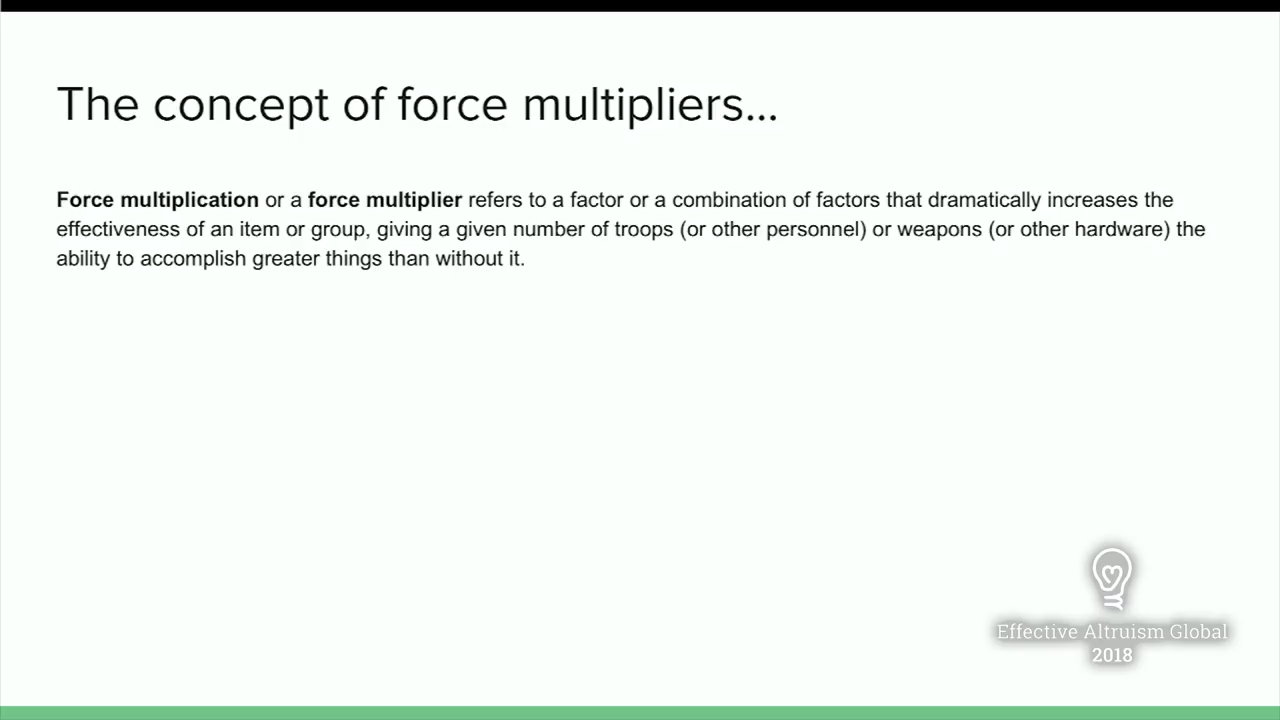 The concept of force multipliers...
Force multiplication or a force multiplier refers to a factor or a combination of factors that dramatically increases the
effectiveness of an item or group, giving a given number of troops (or other personnel) or weapons (or other hardware) the
ability to accomplish greater things than without it.
Effective Altruism Global
2018